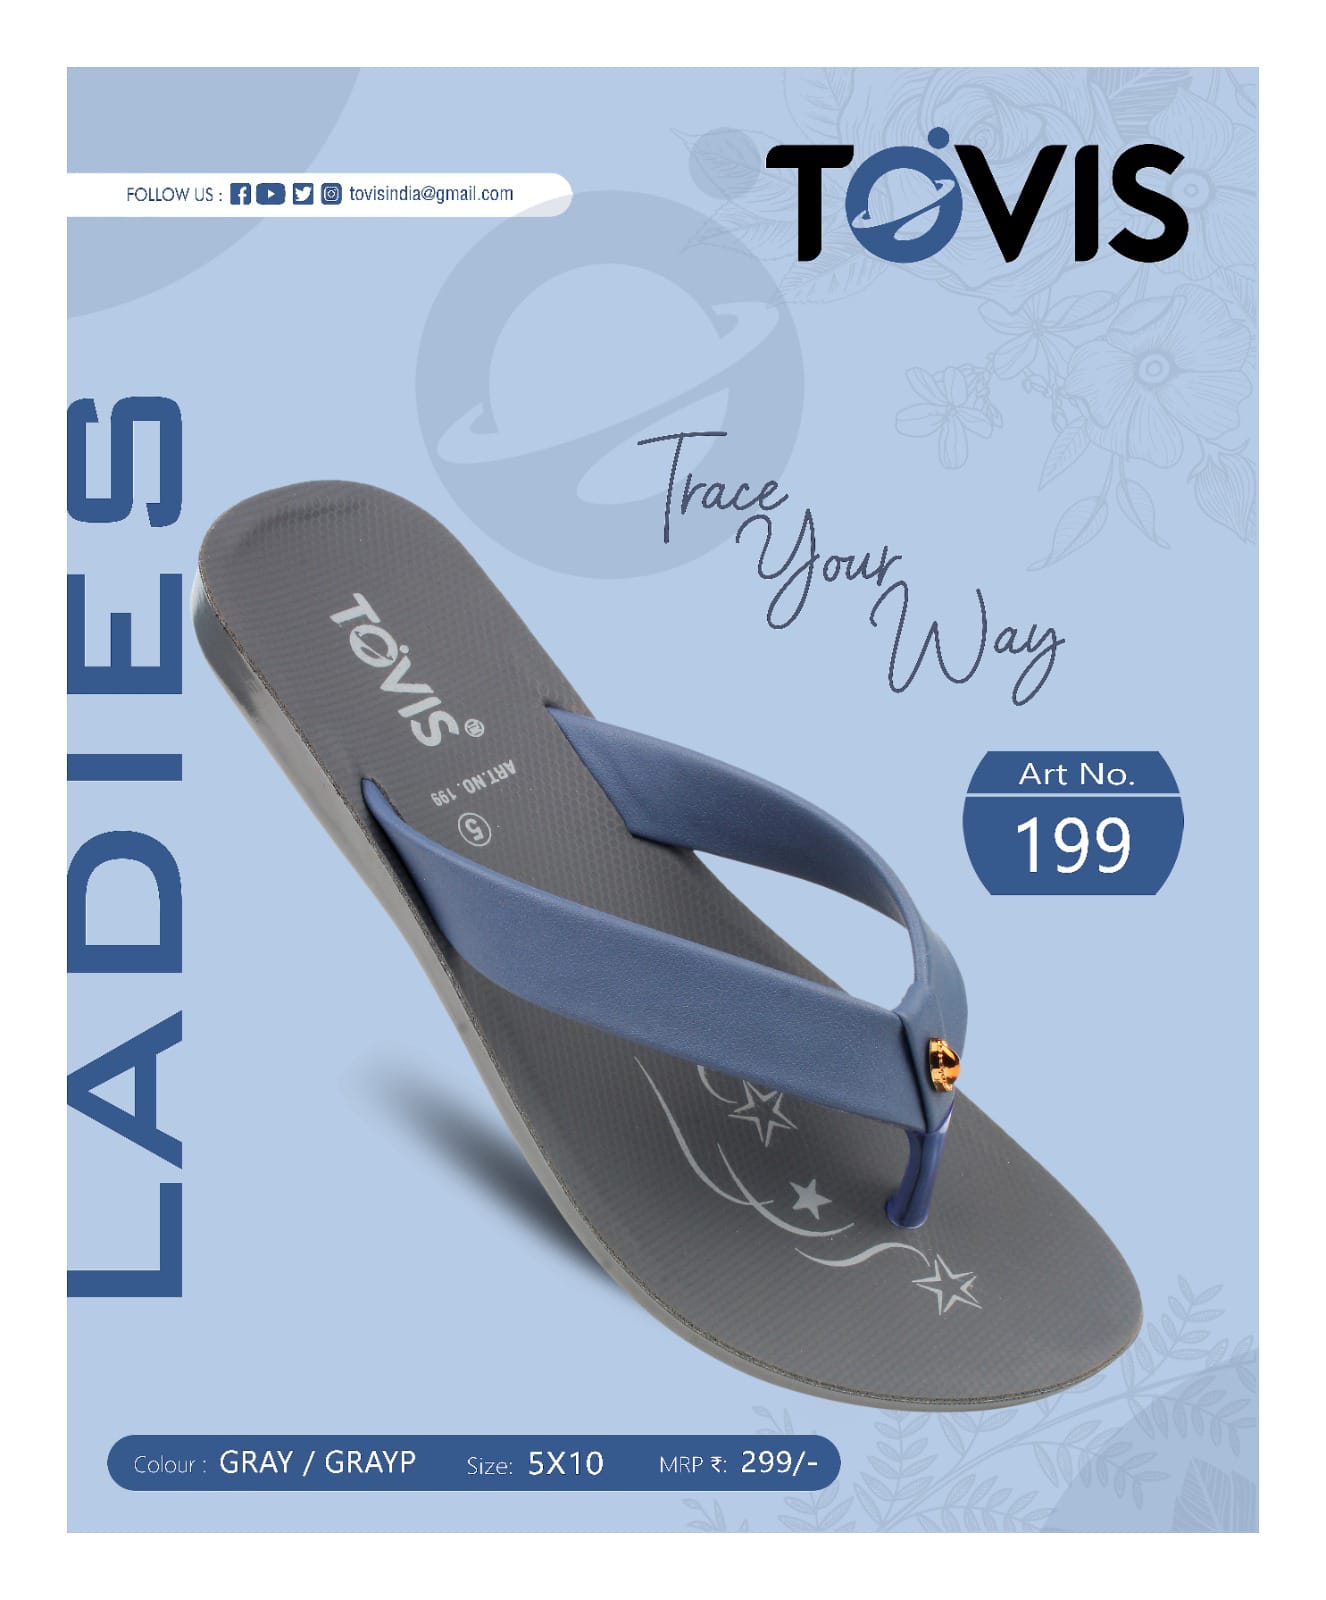 FOLLOW US : tovisindia@gmail.com
TOVIS
LADIES
Trace
Your
Way
TOVIS
TM
ART.NO. 199
5
Art No.
199
Colour : GRAY / GRAYP Size: 5X10 MRP ₹: 299/-